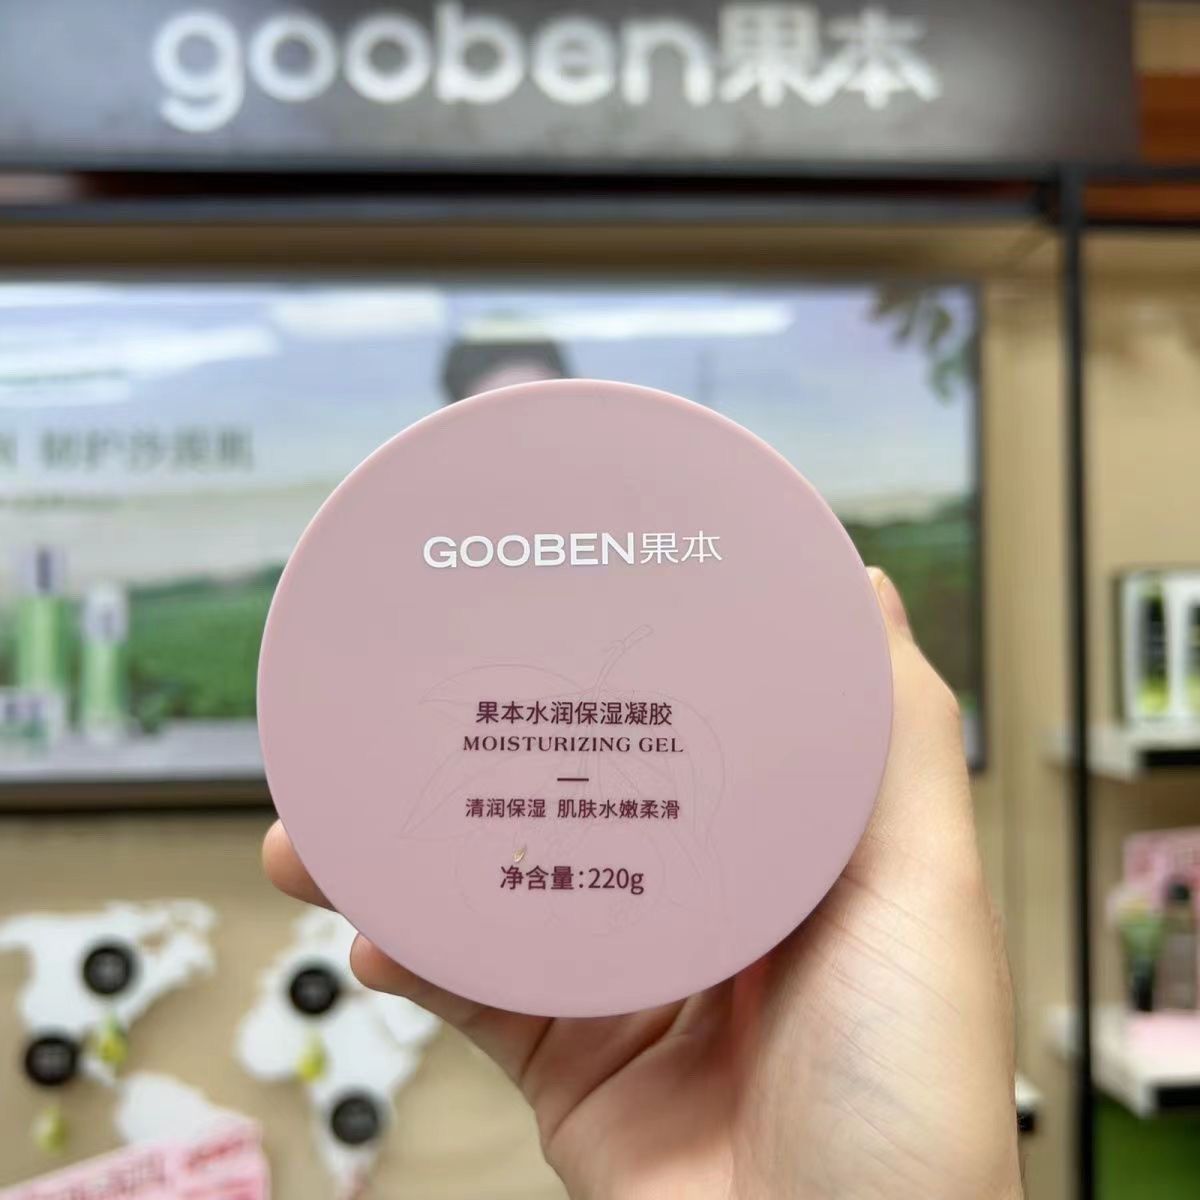 gooben果本
GOOBEN果本
果本水润保湿凝胶
MOISTURIZING GEL
清润保湿 肌肤水嫩柔滑
净含量:220g